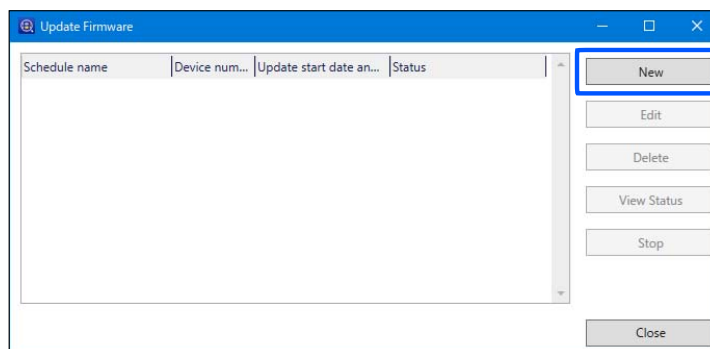 Update Firmware
Schedule name Device num... Update start date an... Status
New
Edit
Delete
View Status
Stop
Close